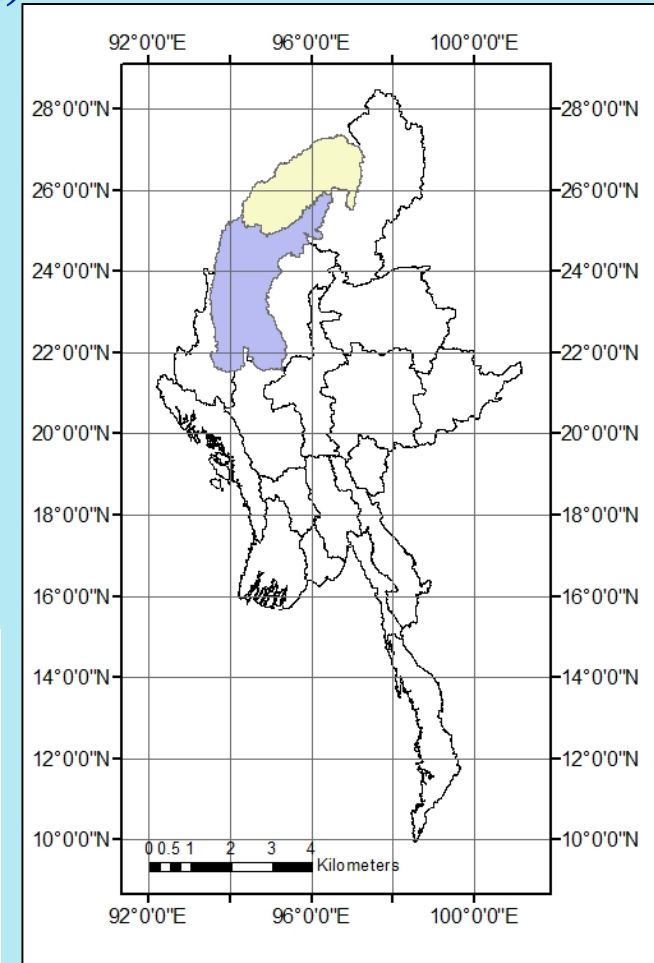 92°0'0"E 96°0'0"E 100°0'0"E
28°0'0"N 28°0'0"N
26°0'0"N 26°0'0"N
24°0'0"N 24°0'0"N
22°0'0"N 22°0'0"N
20°0'0"N 20°0'0"N
18°0'0"N 18°0'0"N
16°0'0"N 16°0'0"N
14°0'0"N 14°0'0"N
12°0'0"N 12°0'0"N
10°0'0"N 10°0'0"N
0 0.5 1 2 3 4
Kilometers
92°0'0"E 96°0'0"E 100°0'0"E